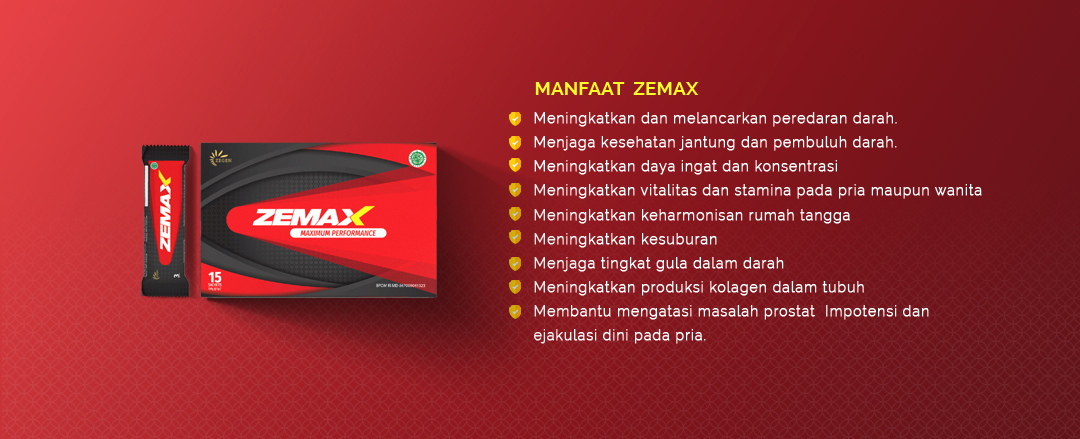 MANFAAT ZEMAX
Meningkatkan dan melancarkan peredaran darah.
Menjaga kesehatan jantung dan pembuluh darah.
Meningkatkan daya ingat dan konsentrasi
Meningkatkan vitalitas dan stamina pada pria maupun wanita
Meningkatkan keharmonisan rumah tangga
Meningkatkan kesuburan
Menjaga tingkat gula dalam darah
Meningkatkan produksi kolagen dalam tubuh
Membantu mengatasi masalah prostat Impotensi dan
ejakulasi dini pada pria.
ZEMAX
ZEMAX
MAXIMUM PERFORMANCE
15
SACHETS